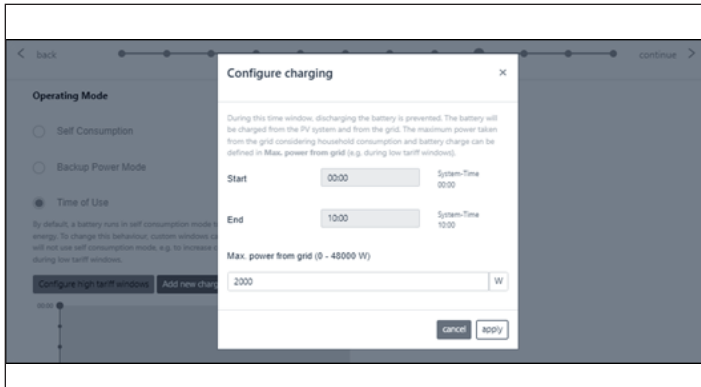 back
continue
Operating Mode
Self Consumption
Backup Power Mode
Time of Use
By default, a battery runs in self consumption mode
energy. To change this behaviour, custom windows
will not use self consumption mode, e.g. to increase
during low tariff windows.
Configure high tariff windows Add new charg
00:00
Configure charging ×
During this time window, discharging the battery is prevented. The battery will
be charged from the PV system and from the grid. The maximum power taken
from the grid considering household consumption and battery charge can be
defined in Max. power from grid (e.g. during low tariff windows).
Start 00:00 System-Time
00:00
End 10:00 System-Time
10:00
Max. power from grid (0 - 48000 W)
2000 W
cancel apply